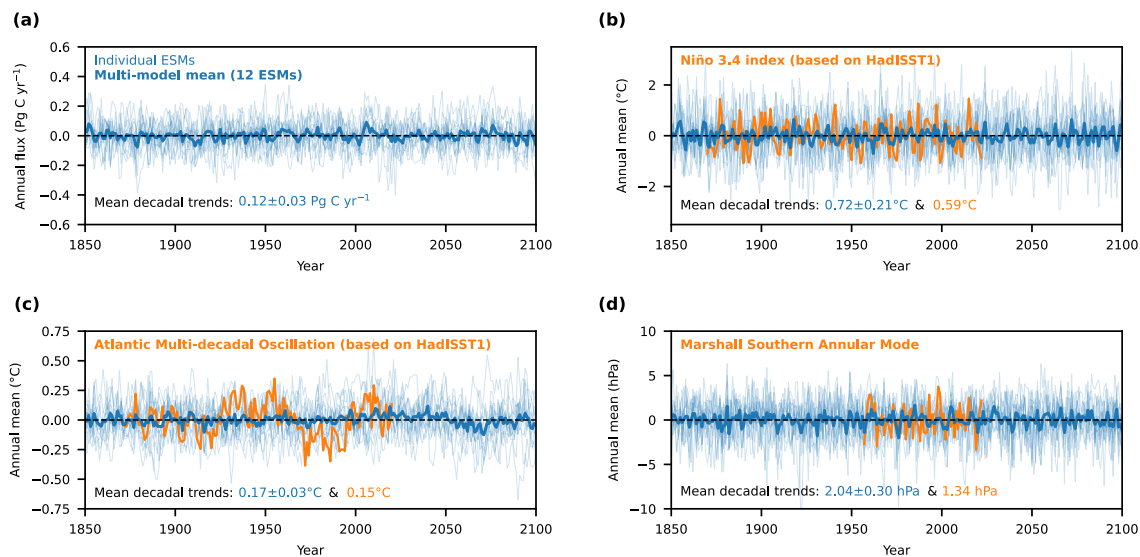 (a)
0.6
0.4
0.2
0.0
−0.2
−0.4
−0.6
Annual flux (Pg C yr⁻¹)
Individual ESMs
Multi-model mean (12 ESMs)
Mean decadal trends: 0.12±0.03 Pg C yr⁻¹
1850 1900 1950 2000 2050 2100
Year
(b)
2
0
−2
Annual mean (°C)
Niño 3.4 index (based on HadISST1)
Mean decadal trends: 0.72±0.21°C & 0.59°C
1850 1900 1950 2000 2050 2100
Year
(c)
0.75
0.50
0.25
0.00
−0.25
−0.50
−0.75
Annual mean (°C)
Atlantic Multi-decadal Oscillation (based on HadISST1)
Mean decadal trends: 0.17±0.03°C & 0.15°C
1850 1900 1950 2000 2050 2100
Year
(d)
10
5
0
−5
−10
Annual mean (hPa)
Marshall Southern Annular Mode
Mean decadal trends: 2.04±0.30 hPa & 1.34 hPa
1850 1900 1950 2000 2050 2100
Year